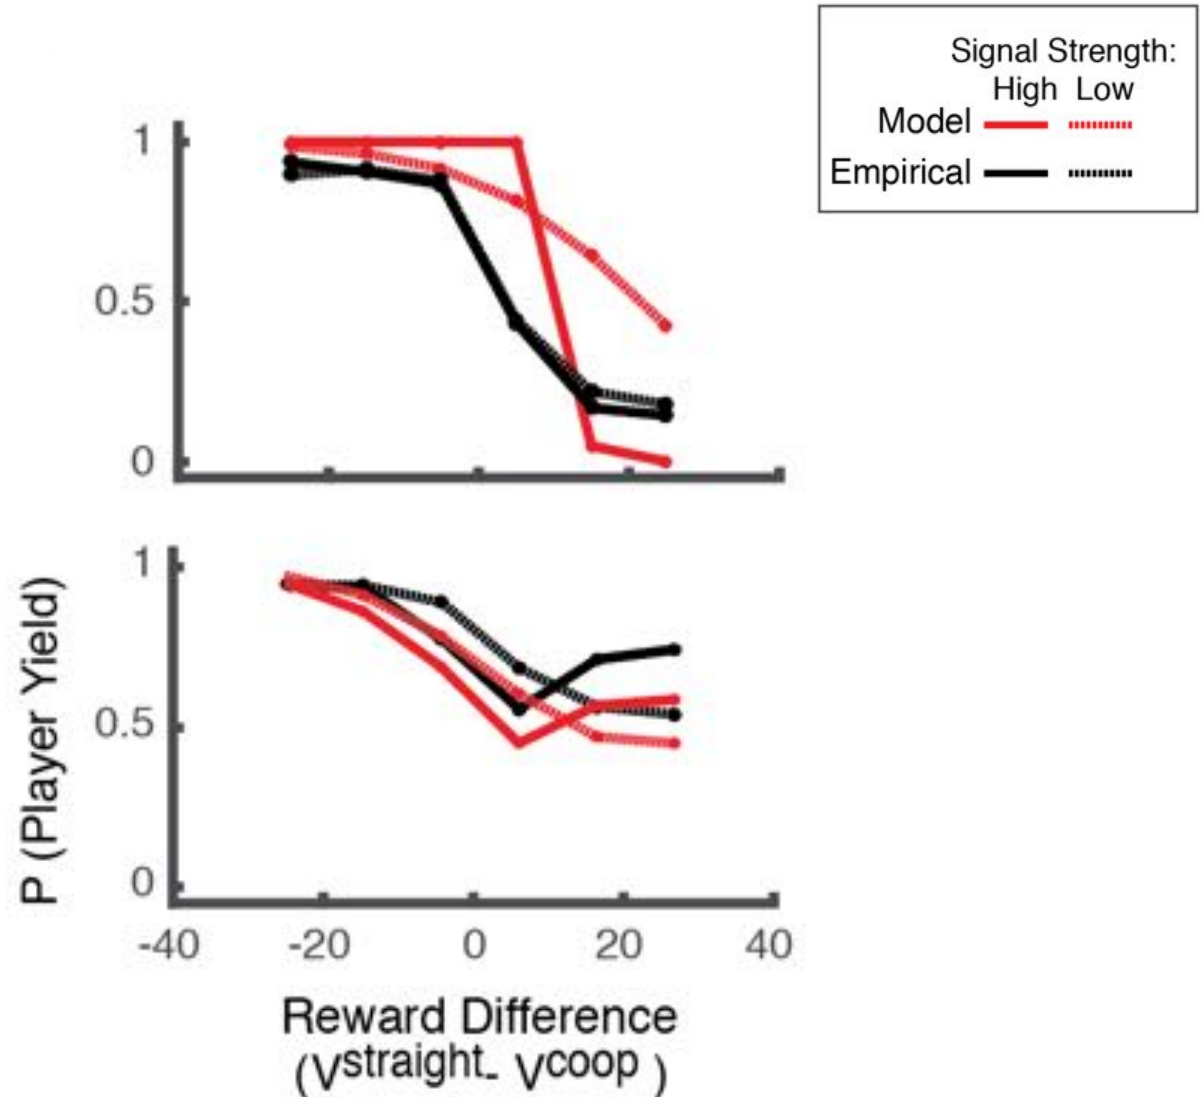 Signal Strength:
High Low
Model
Empirical
1
0.5
0
1
0.5
0
P (Player Yield)
-40 -20 0 20 40
Reward Difference
(Vstraight- Vcoop )